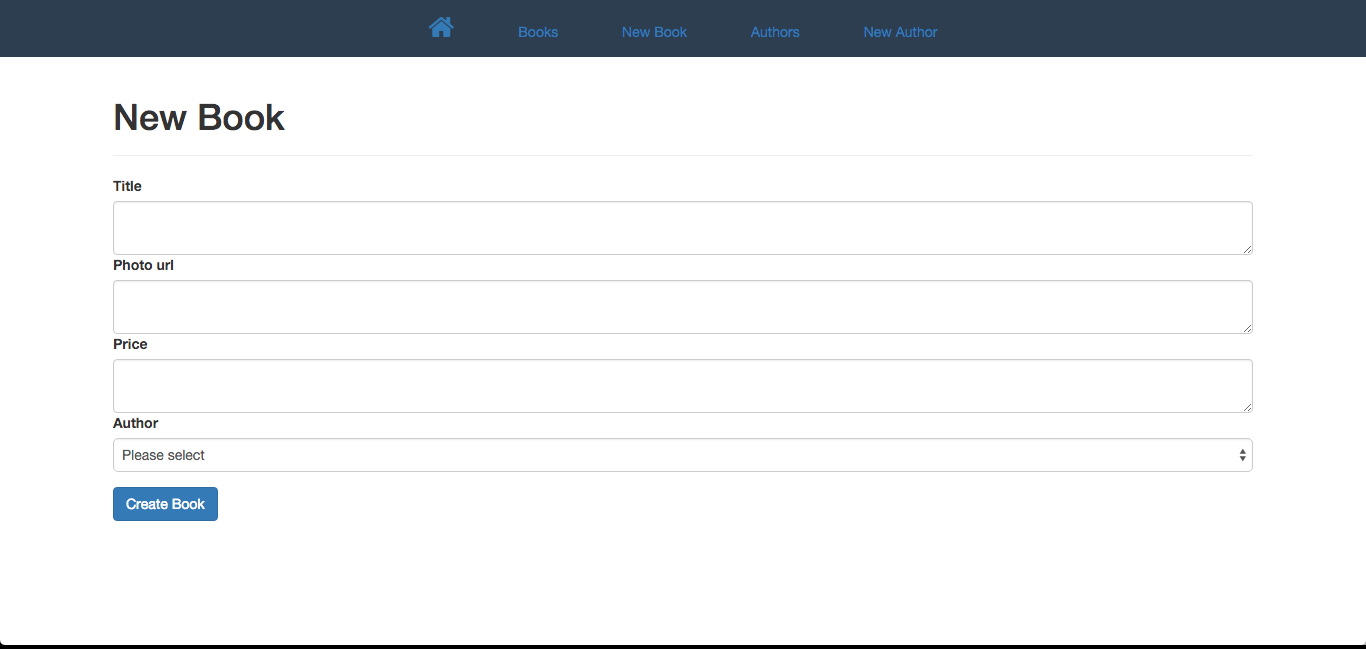 Books New Book Authors New Author
New Book
Title
Photo url
Price
Author
Please select
Create Book